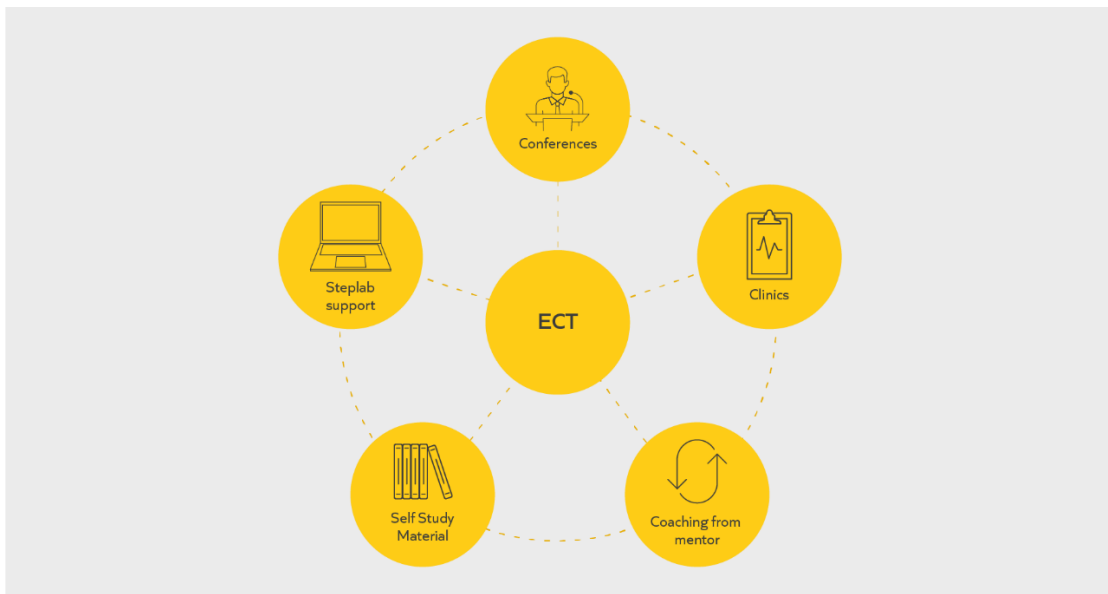 Conferences
Steplab
support
Clinics
ECT
Self Study
Material
Coaching from
mentor